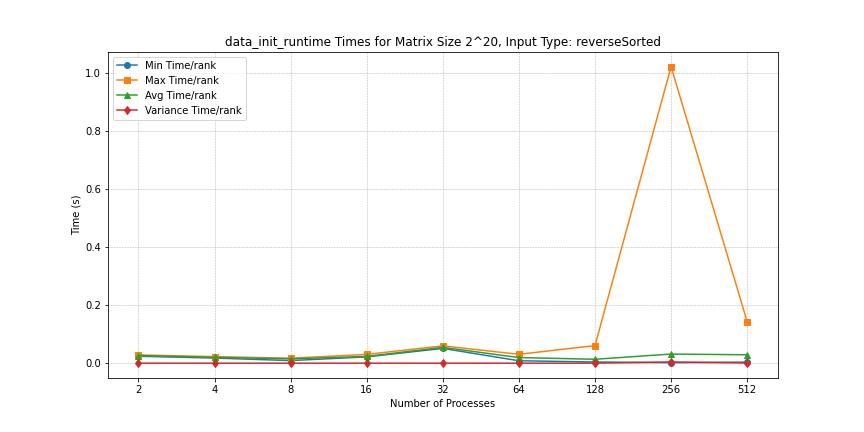 data_init_runtime Times for Matrix Size 2^20, Input Type: reverseSorted
Min Time/rank
Max Time/rank
Avg Time/rank
Variance Time/rank
1.0
0.8
0.6
0.4
0.2
0.0
Time (s)
2 4 8 16 32 64 128 256 512
Number of Processes